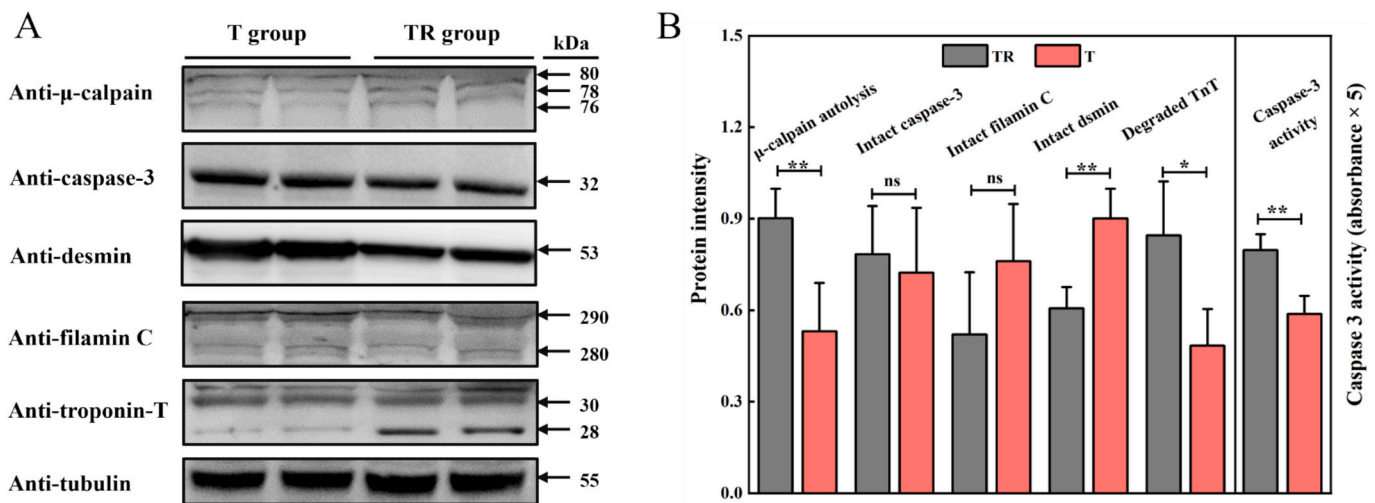 A
T group TR group kDa
Anti-μ-calpain
80
78
76
Anti-caspase-3
32
Anti-desmin
53
Anti-filamin C
290
280
Anti-troponin-T
30
28
Anti-tubulin
55
B
TR T
Protein intensity
1.5
1.2
0.9
0.6
0.3
0.0
μ-calpain autolysis
**
Intact caspase-3
ns
Intact filamin C
ns
Intact dsmin
**
Degraded TnT
*
Caspase-3
activity
**
Caspase 3 activity (absorbance × 5)